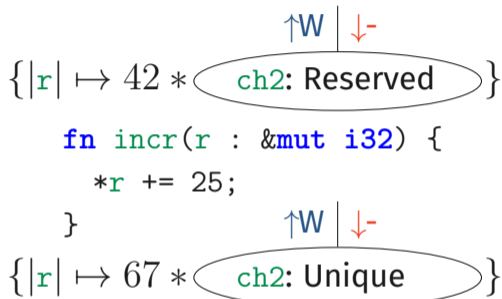 ↑W | ↓-
{|r| ↦ 42 * ch2: Reserved }
fn incr(r : &mut i32) {
*r += 25;
}
↑W | ↓-
{|r| ↦ 67 * ch2: Unique }